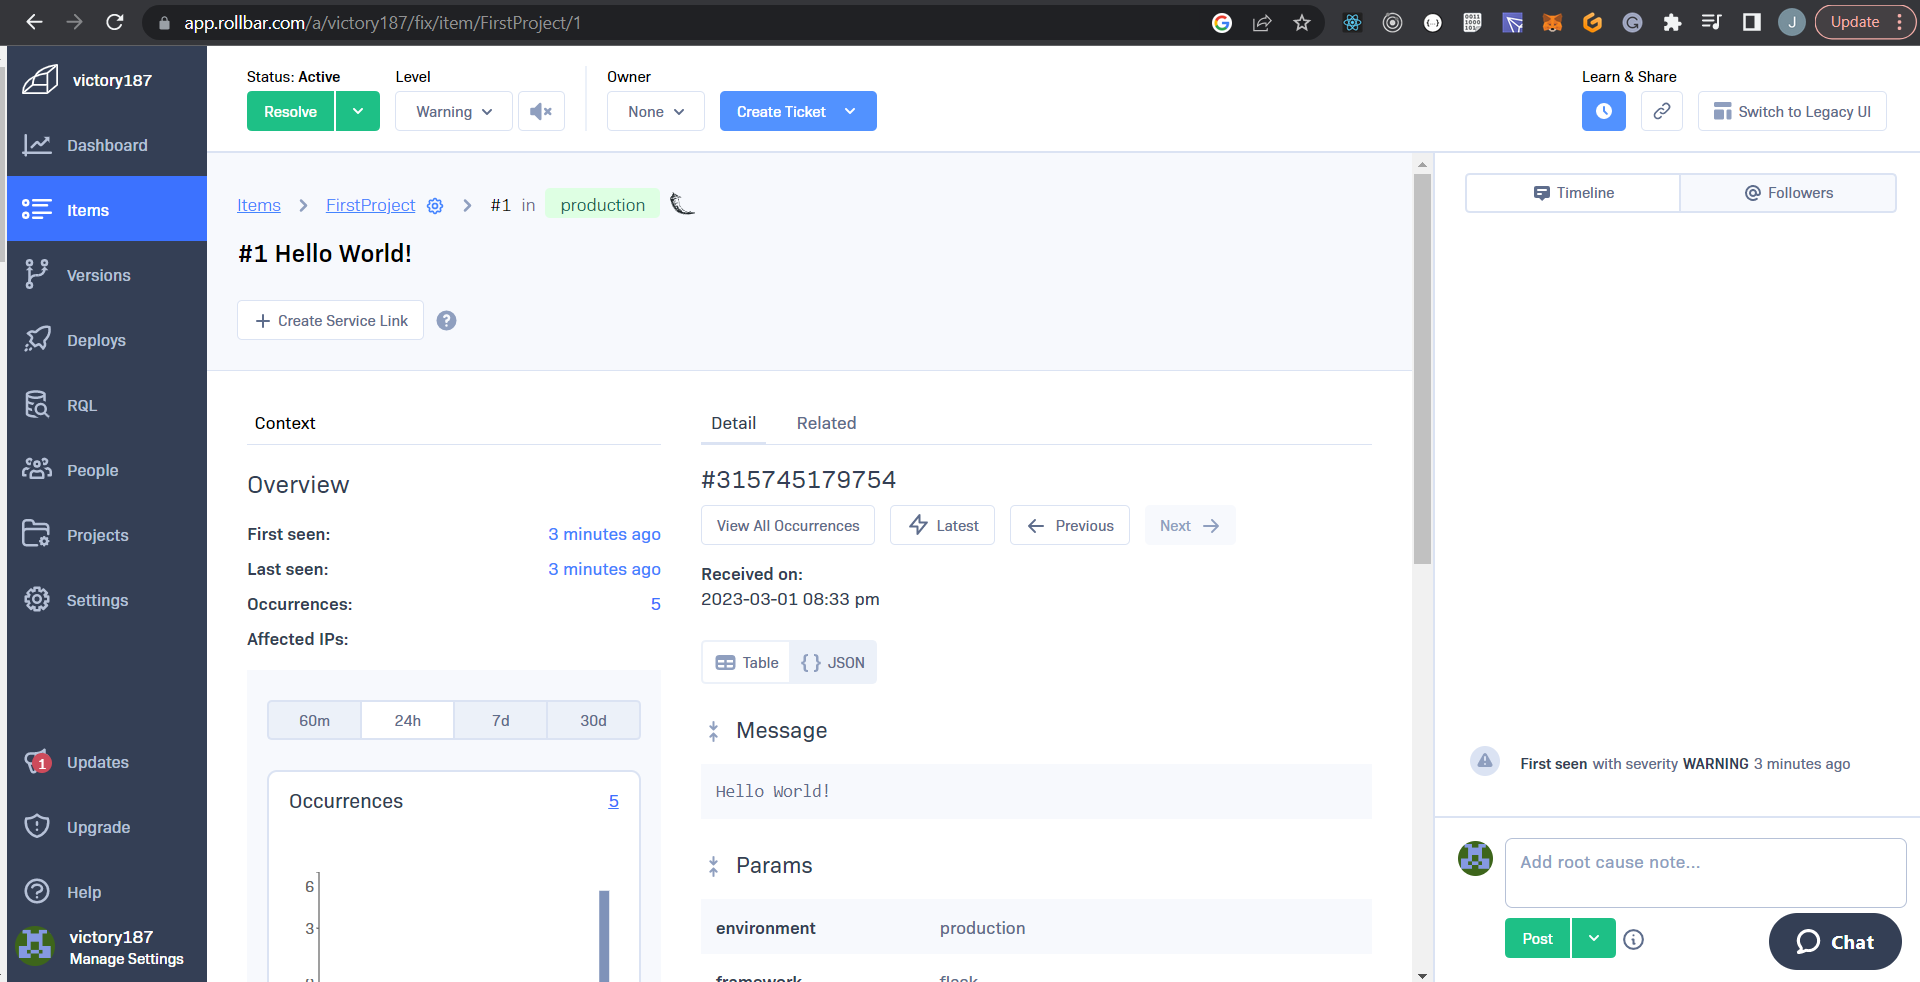 app.rollbar.com/a/victory187/fix/item/FirstProject/1
J
Update
victory187
Dashboard
Items
Versions
Deploys
RQL
People
Projects
Settings
1
Updates
Upgrade
Help
victory187
Manage Settings
Status: Active
Level
Owner
Learn & Share
Resolve
Warning
None
Create Ticket
Switch to Legacy UI
Items > FirstProject > #1 in production
#1 Hello World!
+ Create Service Link
?
Context
Overview
First seen: 3 minutes ago
Last seen: 3 minutes ago
Occurrences: 5
Affected IPs:
60m 24h 7d 30d
Occurrences 5
6
3
Detail Related
#315745179754
View All Occurrences
Latest
Previous
Next
Received on:
2023-03-01 08:33 pm
Table
{ } JSON
Message
Hello World!
Params
environment production
framework flask
Timeline
@ Followers
First seen with severity WARNING 3 minutes ago
Add root cause note...
Post
Chat